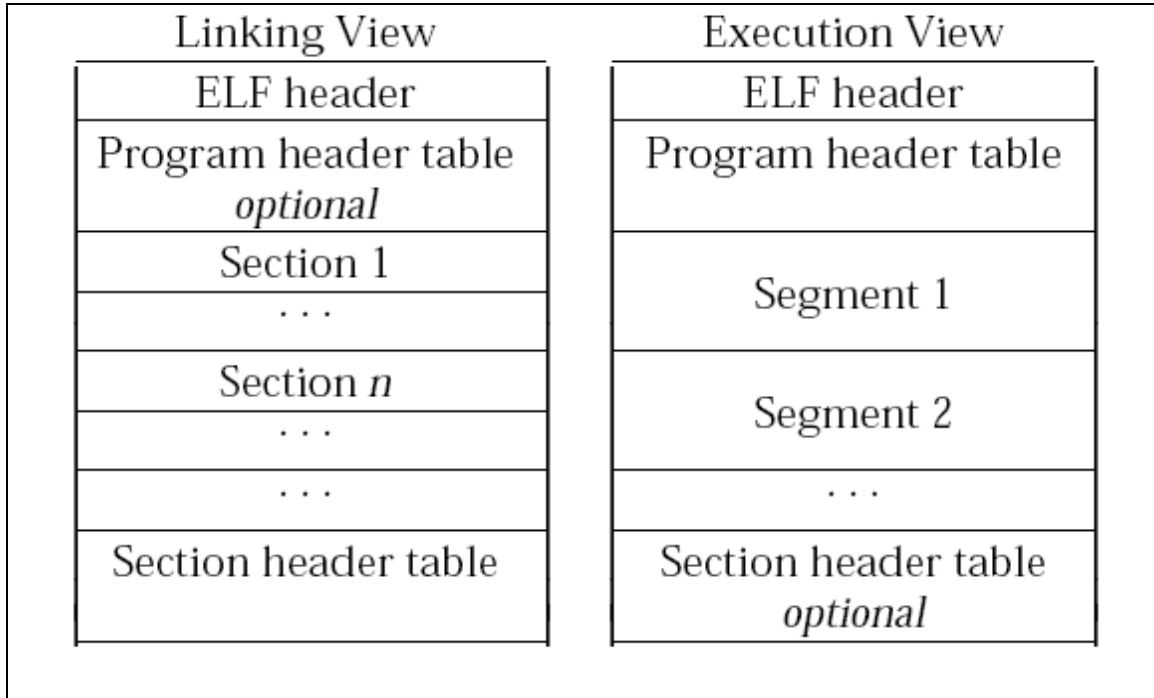 Linking View
ELF header
Program header table
optional
Section 1
. . .
Section n
. . .
. . .
Section header table
Execution View
ELF header
Program header table
Segment 1
Segment 2
. . .
Section header table
optional